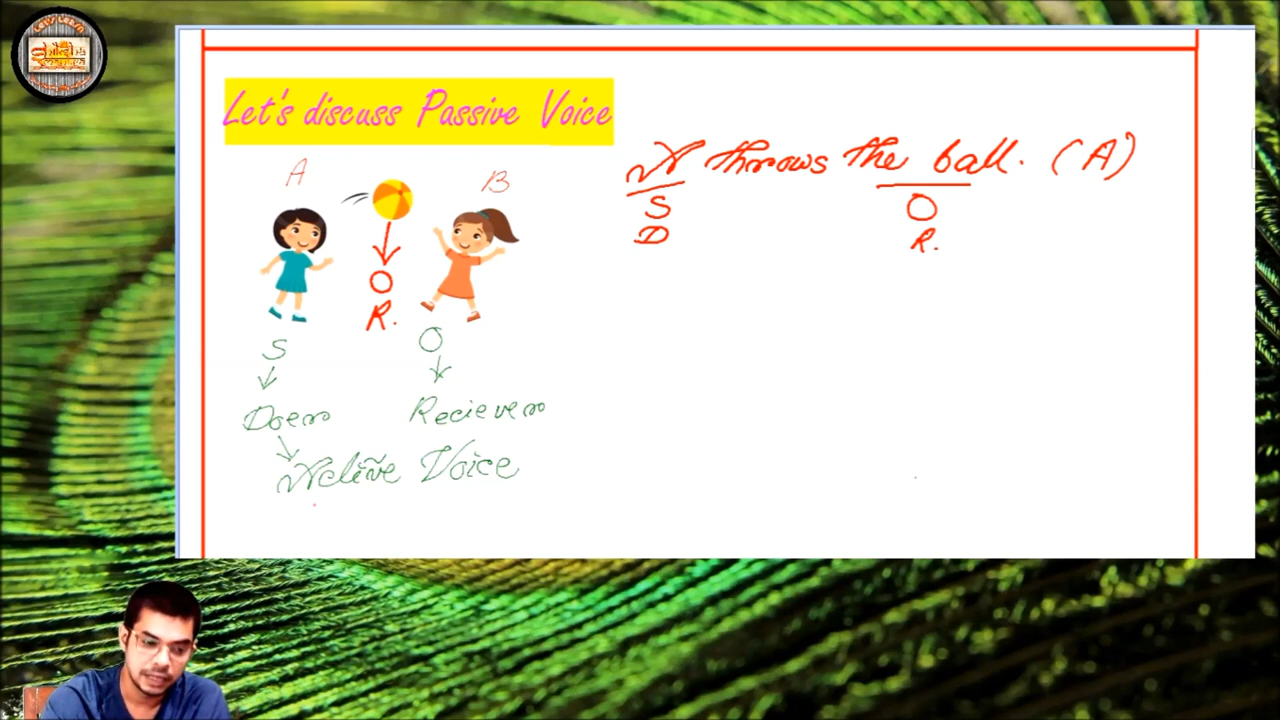 Let's discuss Passive Voice
A throws the ball. (A)
S O
D R.
A B
O
R.
S O
Doer Reciever
Active Voice